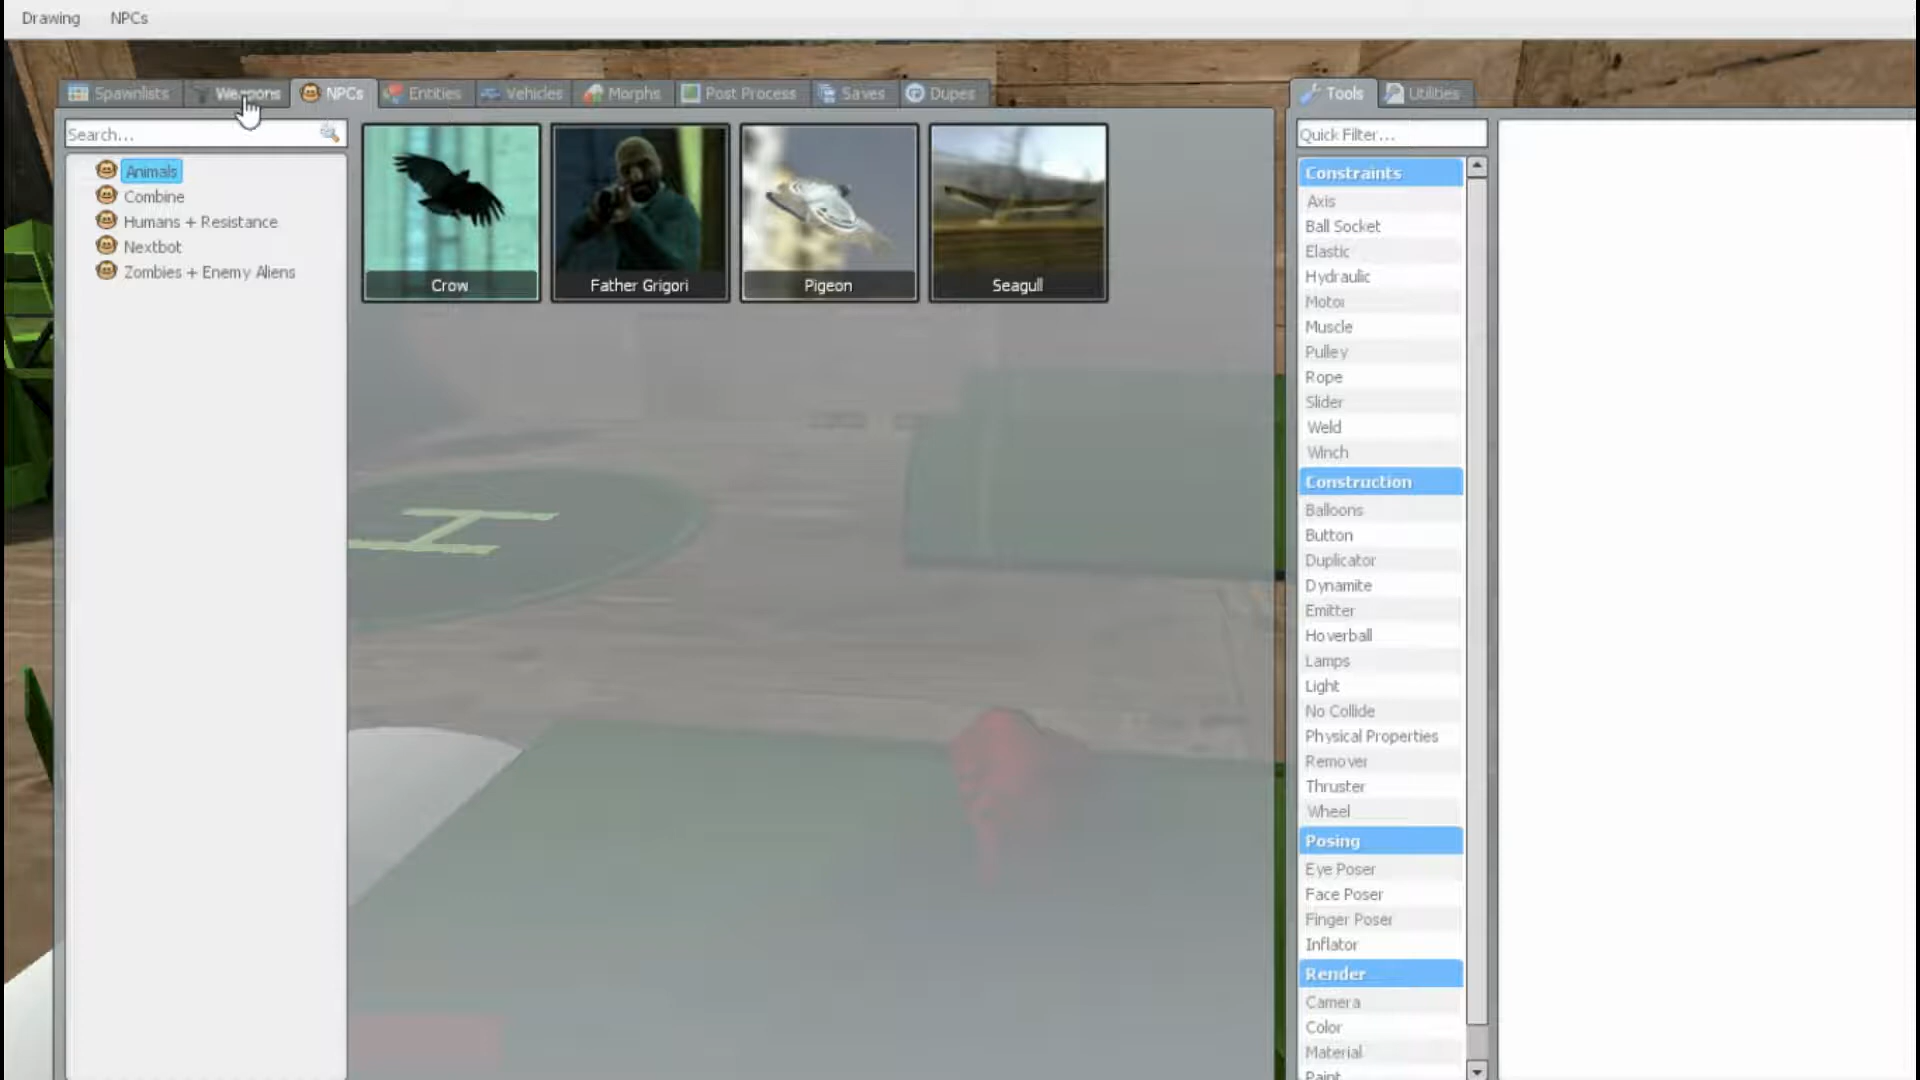 Drawing NPCs
Spawnlists Weapons NPCs Entities Vehicles Morphs Post Process Saves Dupes Tools Utilities
Search...
Animals
Combine
Humans + Resistance
Nextbot
Zombies + Enemy Aliens
Crow Father Grigori Pigeon Seagull
H
Quick Filter...
Constraints
Axis
Ball Socket
Elastic
Hydraulic
Motor
Muscle
Pulley
Rope
Slider
Weld
Winch
Construction
Balloons
Button
Duplicator
Dynamite
Emitter
Hoverball
Lamps
Light
No Collide
Physical Properties
Remover
Thruster
Wheel
Posing
Eye Poser
Face Poser
Finger Poser
Inflator
Render
Camera
Color
Material
Paint